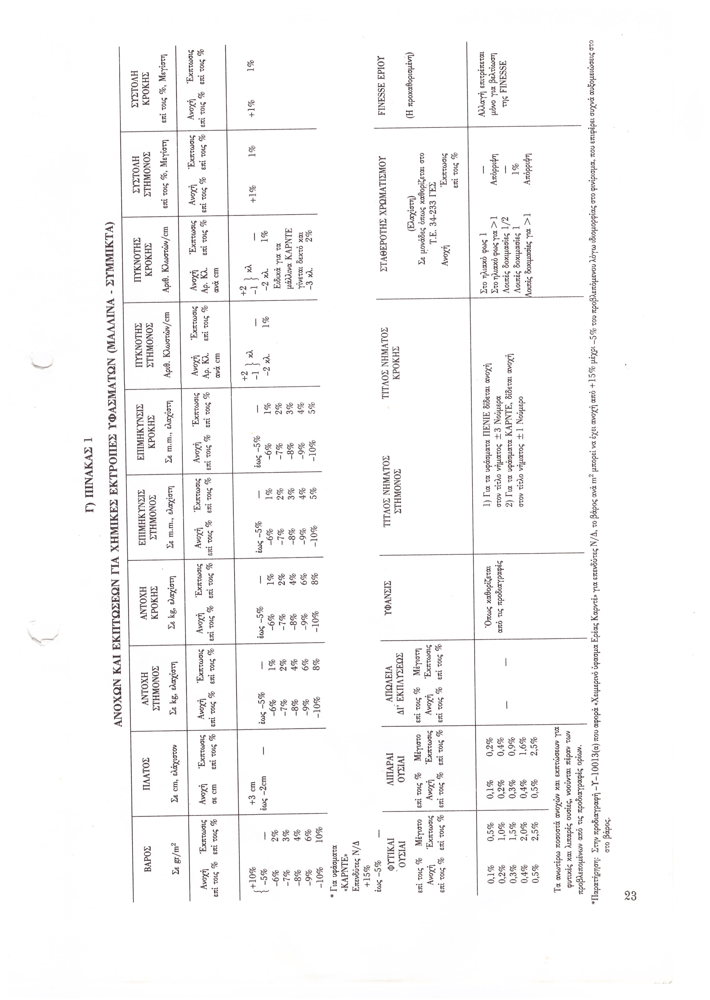 Γ) ΠΙΝΑΚΑΣ 1
ΑΝΟΧΩΝ ΚΑΙ ΕΚΠΤΩΣΕΩΝ ΓΙΑ ΧΗΜΙΚΕΣ ΕΚΤΡΟΠΕΣ ΥΦΑΣΜΑΤΩΝ (ΜΑΛΛΙΝΑ - ΣΥΜΜΙΚΤΑ)
ΒΑΡΟΣ
Σε gr/m²
Ανοχή Έκπτωσις
επί τοις % επί τοις %
+10%
-5% —
-6% 2%
-7% 3%
-8% 4%
-9% 6%
-10% 10%
* Για υφάσματα
«ΚΑΡΝΤΕ»
Επενδύτες Ν/Δ
+15%
έως -5% —
ΠΛΑΤΟΣ
Σε cm, ελάχιστον
Ανοχή Έκπτωσις
σε cm επί τοις %
+3 cm
έως -2cm —
ΑΝΤΟΧΗ
ΣΤΗΜΟΝΟΣ
Σε kg, ελαχίστη
Ανοχή Έκπτωσις
επί τοις % επί τοις %
έως -5% —
-6% 1%
-7% 2%
-8% 4%
-9% 6%
-10% 8%
ΑΝΤΟΧΗ
ΚΡΟΚΗΣ
Σε kg, ελαχίστη
Ανοχή Έκπτωσις
επί τοις % επί τοις %
έως -5% —
-6% 1%
-7% 2%
-8% 4%
-9% 6%
-10% 8%
ΕΠΙΜΗΚΥΝΣΙΣ
ΣΤΗΜΟΝΟΣ
Σε m.m., ελαχίστη
Ανοχή Έκπτωσις
επί τοις % επί τοις %
έως -5% —
-6% 1%
-7% 2%
-8% 3%
-9% 4%
-10% 5%
ΕΠΙΜΗΚΥΝΣΙΣ
ΚΡΟΚΗΣ
Σε m.m., ελαχίστη
Ανοχή Έκπτωσις
επί τοις % επί τοις %
έως -5% —
-6% 1%
-7% 2%
-8% 3%
-9% 4%
-10% 5%
ΠΥΚΝΟΤΗΣ
ΣΤΗΜΟΝΟΣ
Αριθ. Κλωστών/cm
Ανοχή Έκπτωσις
Αρ. Κλ. επί τοις %
ανά cm
+2
-1 } κλ —
-2 κλ. 1%
ΠΥΚΝΟΤΗΣ
ΚΡΟΚΗΣ
Αριθ. Κλωστών/cm
Ανοχή Έκπτωσις
Αρ. Κλ. επί τοις %
ανά cm
+2
-1 } κλ —
-2 κλ. 1%
Ειδικά για τα
μάλλινα ΚΑΡΝΤΕ
γίνεται δεκτό και
-3 κλ. 2%
ΣΥΣΤΟΛΗ
ΣΤΗΜΟΝΟΣ
επί τοις %, Μεγίστη
Ανοχή Έκπτωσις
επί τοις % επί τοις %
+1% 1%
ΣΥΣΤΟΛΗ
ΚΡΟΚΗΣ
επί τοις %, Μεγίστη
Ανοχή Έκπτωσις
επί τοις % επί τοις %
+1% 1%
ΦΥΤΙΚΑΙ
ΟΥΣΙΑΙ
επί τοις % Μέγιστο
Ανοχή Έκπτωσις
επί τοις % επί τοις %
0,1% 0,5%
0,2% 1,0%
0,3% 1,5%
0,4% 2,0%
0,5% 2,5%
ΛΙΠΑΡΑΙ
ΟΥΣΙΑΙ
επί τοις % Μέγιστο
Ανοχή Έκπτωσις
επί τοις % επί τοις %
0,1% 0,2%
0,2% 0,4%
0,3% 0,9%
0,4% 1,6%
0,5% 2,5%
Τα ανωτέρω ποσοστά ανοχών και εκπτώσεων για
φυτικές και λιπαρές ουσίες, νοούνται πέραν των
προβλεπομένων από τις προδιαγραφές ορίων.
ΑΠΩΛΕΙΑ
ΔΙ' ΕΚΠΛΥΣΕΩΣ
επί τοις % Μέγιστη
Ανοχή Έκπτωσις
επί τοις % επί τοις %
— —
ΥΦΑΝΣΙΣ
Όπως καθορίζεται
από τις προδιαγραφές
ΤΙΤΛΟΣ ΝΗΜΑΤΟΣ
ΣΤΗΜΟΝΟΣ
ΤΙΤΛΟΣ ΝΗΜΑΤΟΣ
ΚΡΟΚΗΣ
1) Για τα υφάσματα ΠΕΝΙΕ δίδεται ανοχή
στον τίτλο νήματος ±3 Νούμερα
2) Για τα υφάσματα ΚΑΡΝΤΕ, δίδεται ανοχή
στον τίτλο νήματος ±1 Νούμερο
ΣΤΑΘΕΡΟΤΗΣ ΧΡΩΜΑΤΙΣΜΟΥ
(Ελαχίστη)
Σε μονάδες όπως καθορίζεται στο
Τ.Ε. 34-233 ΓΕΣ
Ανοχή Έκπτωσις
επί τοις %
Στο ηλιακό φως 1 —
Στο ηλιακό φως για >1 Απόρριψη
Λοιπές δοκιμασίες 1/2 —
Λοιπές δοκιμασίες 1 1%
Λοιπές δοκιμασίες για >1 Απόρριψη
FINESSE ΕΡΙΟΥ
(Η προκαθορισμένη)
Αλλαγή επιτρέπεται
μόνο για βελτίωση
της FINESSE
*Παρατήρηση: Στην προδιαγραφή -Υ-10013(α) που αφορά «Χειμερινό ύφασμα Ερέας Καρντέ» για επενδύτες Ν/Δ, το βάρος ανά m² μπορεί να έχει ανοχή από +15% μέχρι -5% του προβλεπόμενου λόγω ιδιομορφίας στο φινίρισμα, που επιφέρει συχνά αυξομειώσεις στο
στο βάρος.
23